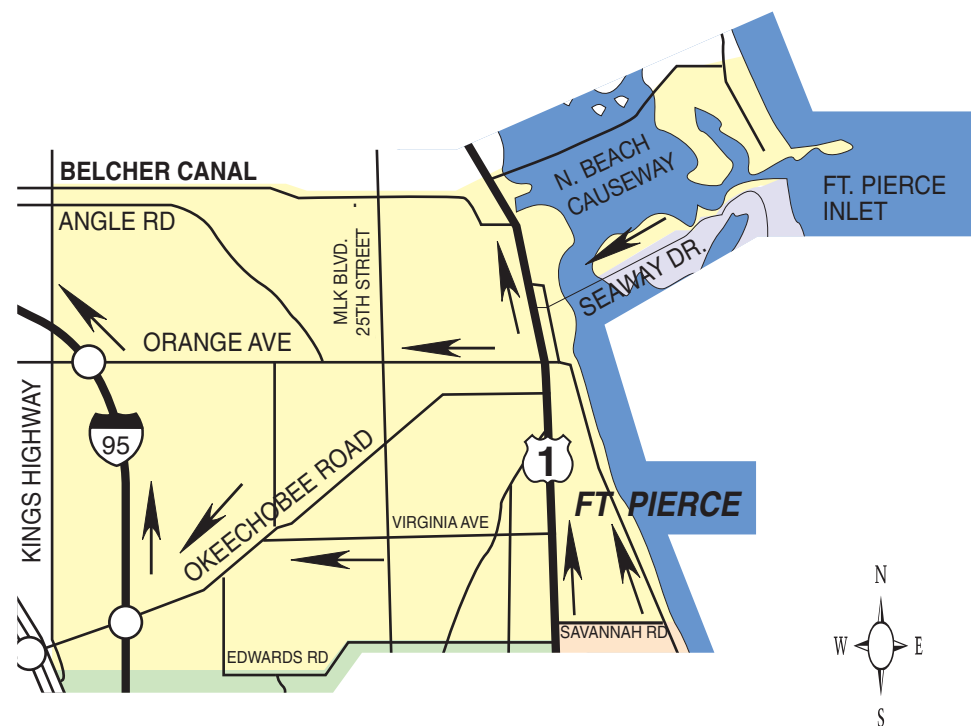 N. BEACH
CAUSEWAY
BELCHER CANAL
FT. PIERCE
INLET
ANGLE RD
SEAWAY DR.
MLK BLVD.
25TH STREET
ORANGE AVE
KINGS HIGHWAY
95
OKEECHOBEE ROAD
1
FT PIERCE
VIRGINIA AVE
SAVANNAH RD
EDWARDS RD
N
W
E
S